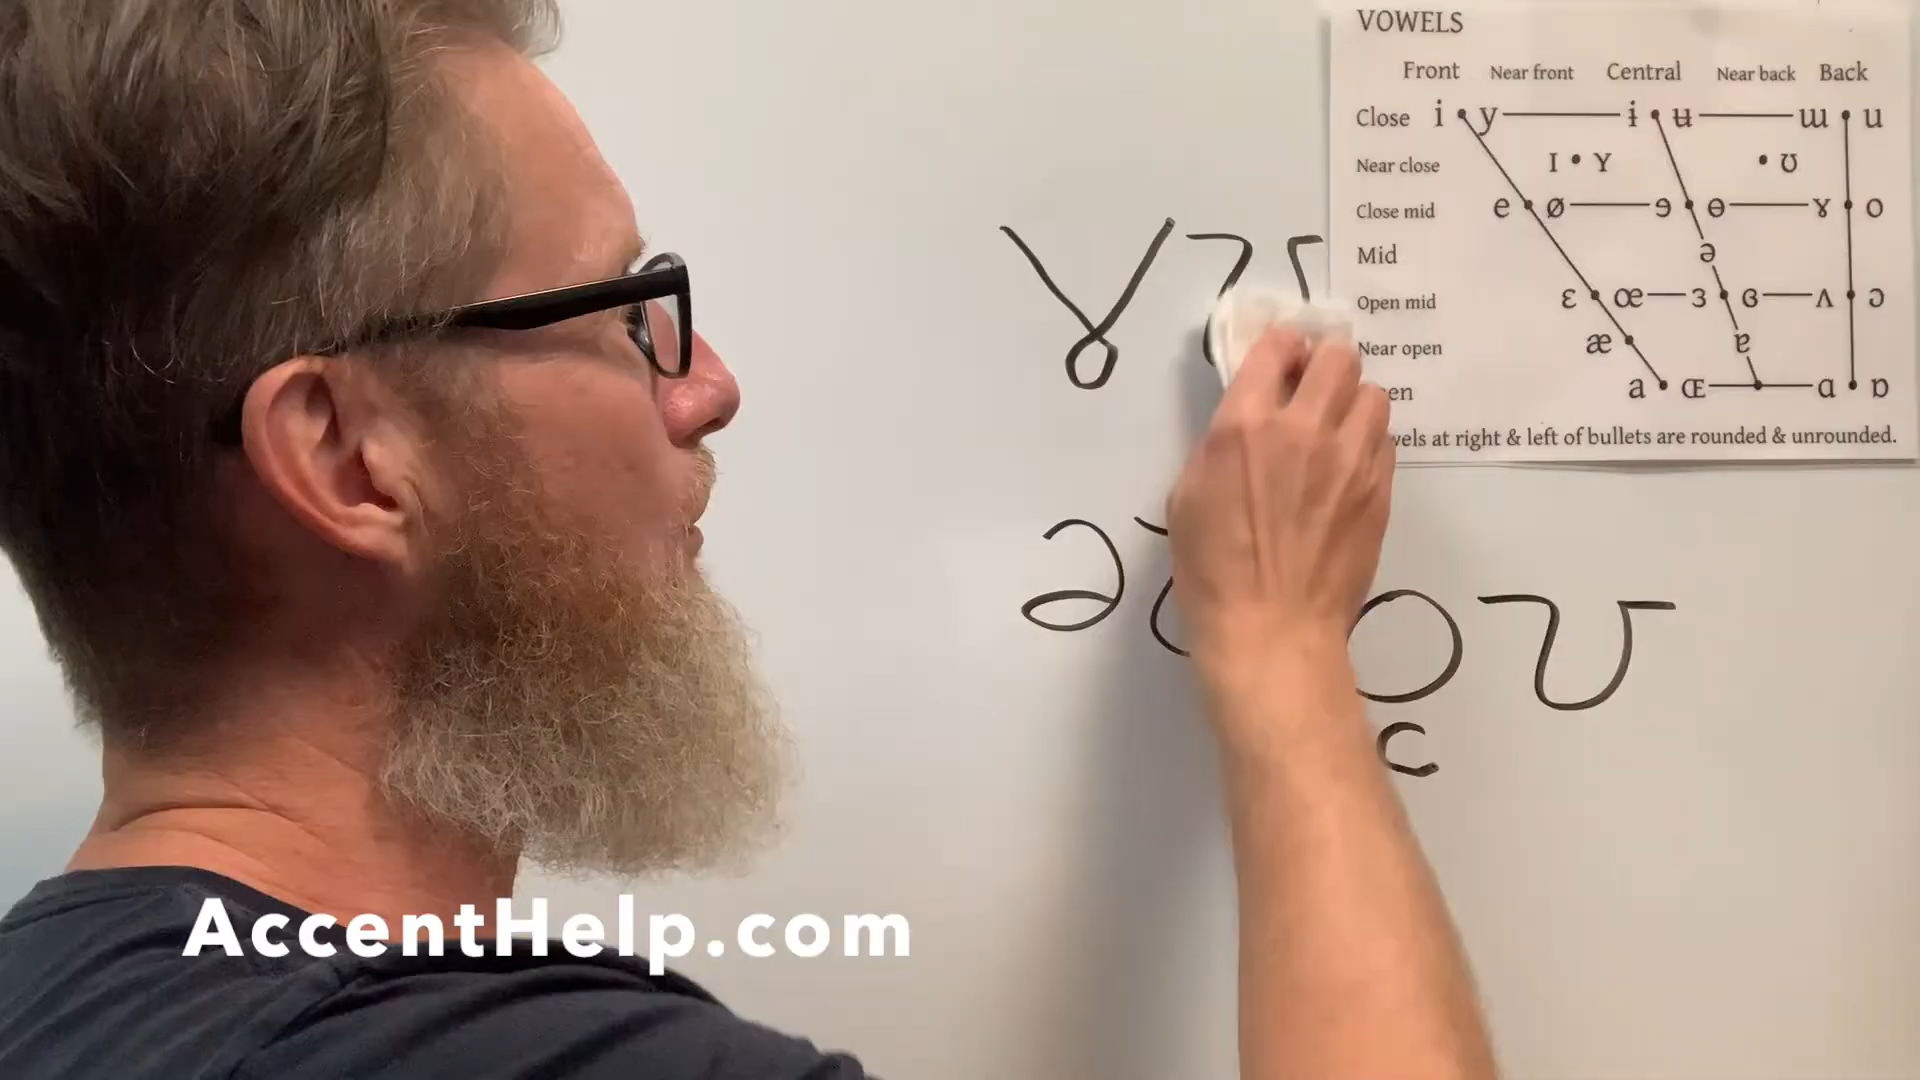 VOWELS
Front Near front Central Near back Back
Close i • y ɨ • ʉ ɯ • u
Near close ɪ • ʏ • ʊ
Close mid e • ø ɘ • ɵ ɤ • o
Mid ə
Open mid ɛ • œ ɜ • ɞ ʌ • ɔ
Near open æ • ɐ
a • ɶ • ɑ • ɒ
at right & left of bullets are rounded & unrounded.
ɤ
ə o ʊ
c
AccentHelp.com